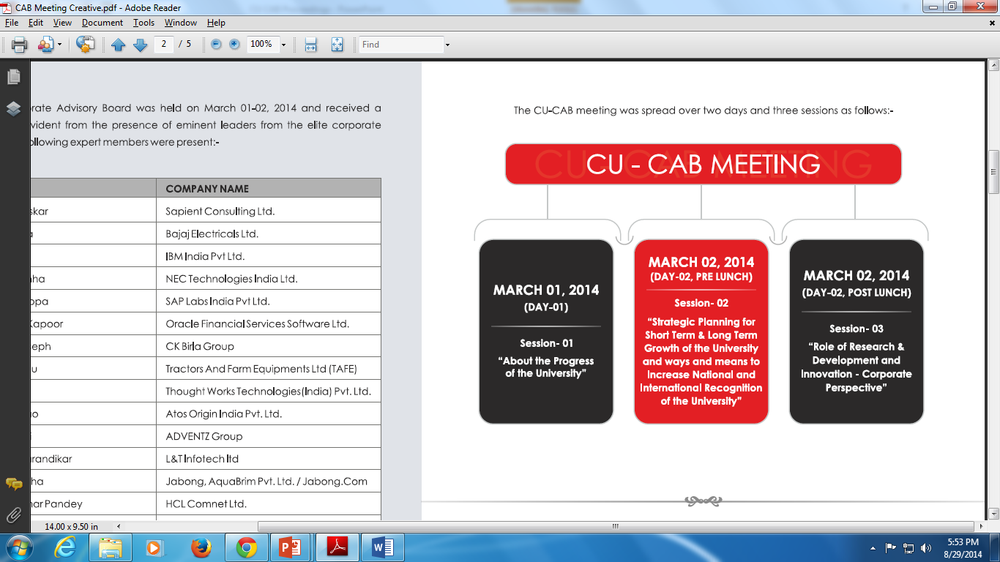 CAB Meeting Creative.pdf - Adobe Reader
File Edit View Document Tools Window Help
2 / 5 100% Find
orate Advisory Board was held on March 01-02, 2014 and received a
vident from the presence of eminent leaders from the elite corporate
ollowing expert members were present:-
COMPANY NAME
skar Sapient Consulting Ltd.
a Bajaj Electricals Ltd.
IBM India Pvt Ltd.
nha NEC Technologies India Ltd.
ppa SAP Labs India Pvt Ltd.
Kapoor Oracle Financial Services Software Ltd.
seph CK Birla Group
u Tractors And Farm Equipments Ltd (TAFE)
Thought Works Technologies(India) Pvt. Ltd.
ao Atos Origin India Pvt. Ltd.
i ADVENTZ Group
arandikar L&T Infotech ltd
ha Jabong, AquaBrim Pvt. Ltd. / Jabong.Com
nar Pandey HCL Comnet Ltd.
The CU-CAB meeting was spread over two days and three sessions as follows:-
CU - CAB MEETING
MARCH 01, 2014
(DAY-01)
Session- 01
“About the Progress
of the University”
MARCH 02, 2014
(DAY-02, PRE LUNCH)
Session- 02
“Strategic Planning for
Short Term & Long Term
Growth of the University
and ways and means to
Increase National and
International Recognition
of the University”
MARCH 02, 2014
(DAY-02, POST LUNCH)
Session- 03
“Role of Research &
Development and
Innovation - Corporate
Perspective”
14.00 x 9.50 in
5:53 PM
8/29/2014